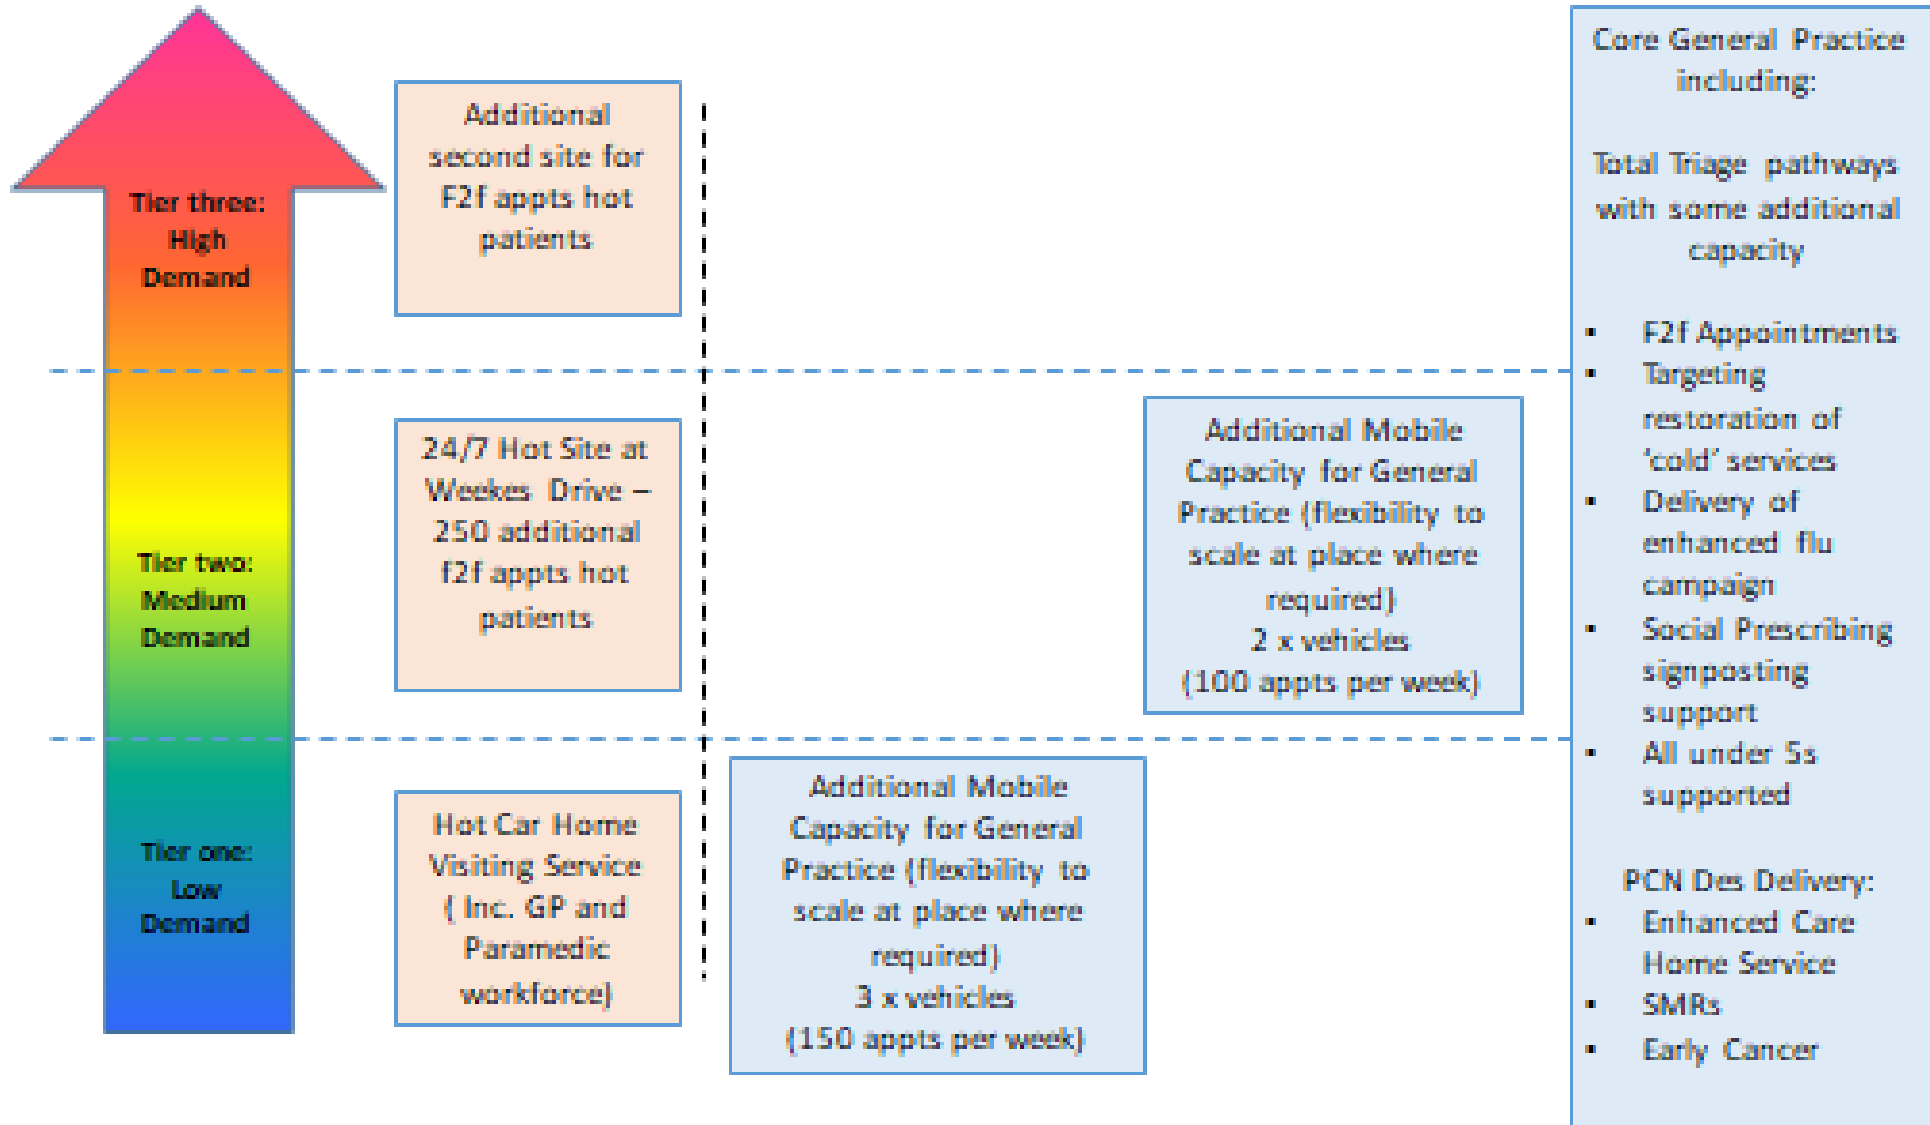 Tier three:
High
Demand
Additional
second site for
F2f appts hot
patients
Tier two:
Medium
Demand
24/7 Hot Site at
Weekes Drive –
250 additional
f2f appts hot
patients
Additional Mobile
Capacity for General
Practice (flexibility to
scale at place where
required)
2 x vehicles
(100 appts per week)
Tier one:
Low
Demand
Hot Car Home
Visiting Service
( Inc. GP and
Paramedic
workforce)
Additional Mobile
Capacity for General
Practice (flexibility to
scale at place where
required)
3 x vehicles
(150 appts per week)
Core General Practice
including:
Total Triage pathways
with some additional
capacity
▪ F2f Appointments
▪ Targeting
restoration of
‘cold’ services
▪ Delivery of
enhanced flu
campaign
▪ Social Prescribing
signposting
support
▪ All under 5s
supported
PCN Des Delivery:
▪ Enhanced Care
Home Service
▪ SMRs
▪ Early Cancer